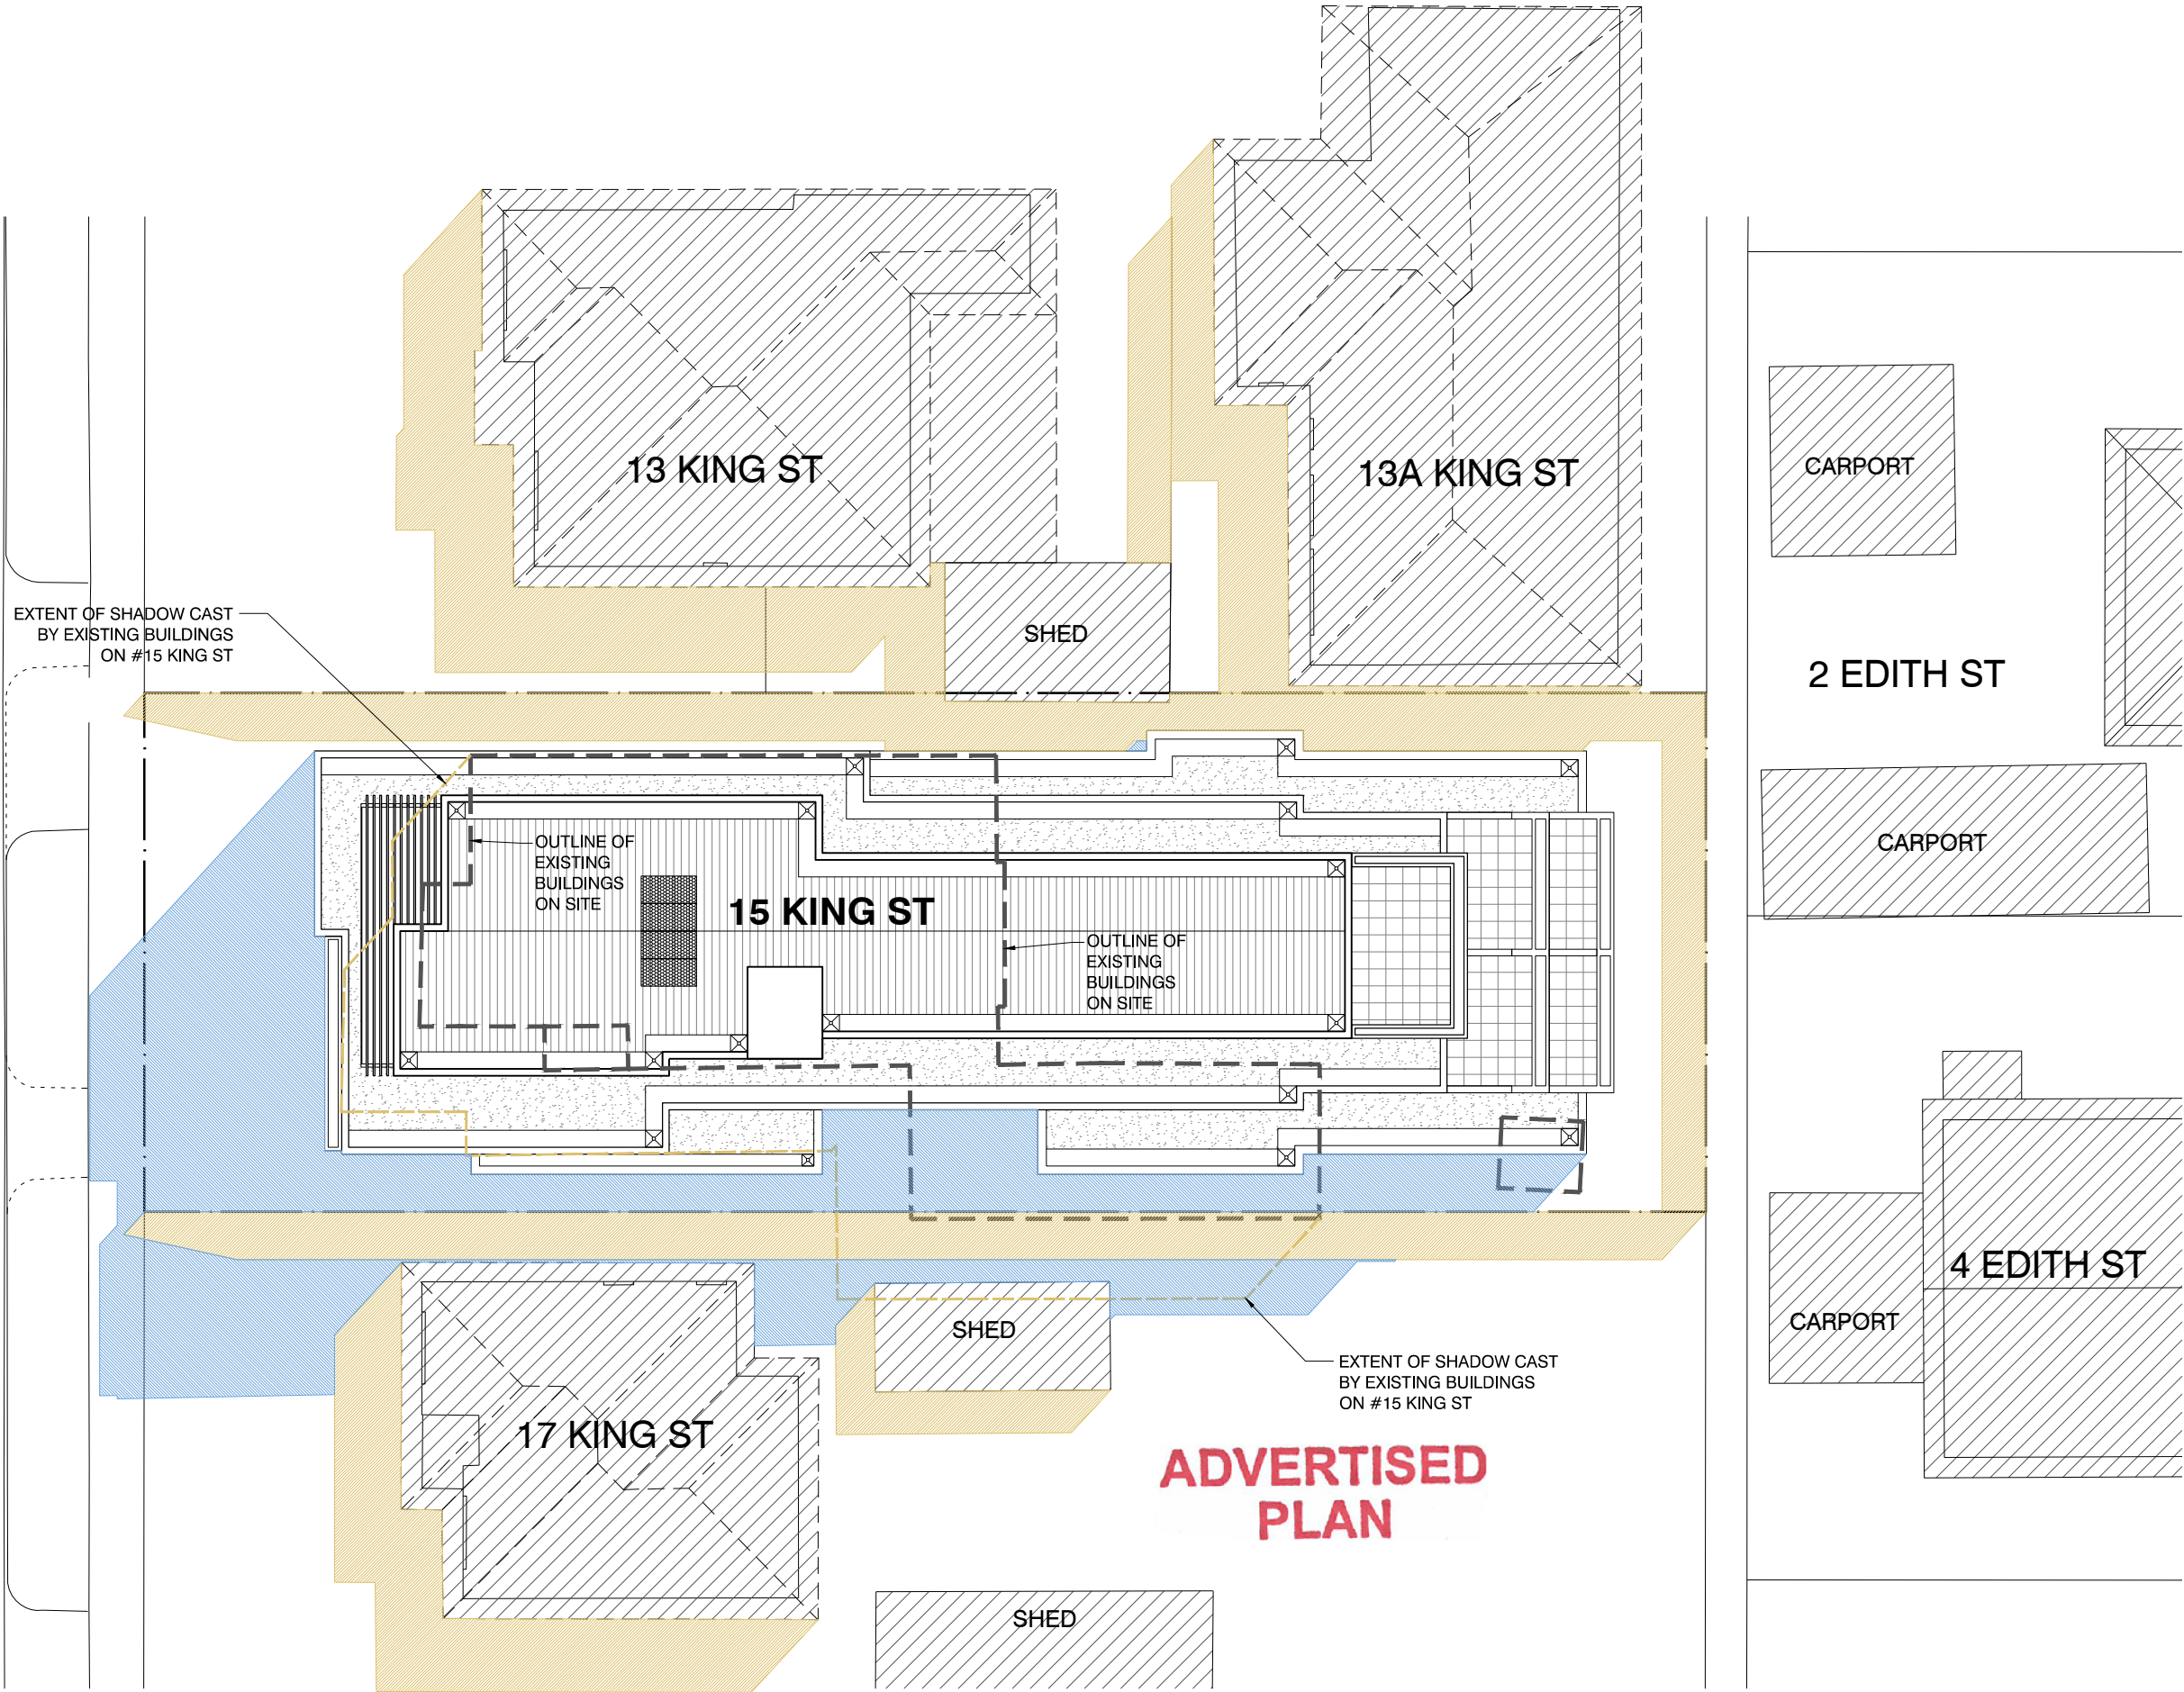 13 KING ST
13A KING ST
CARPORT
EXTENT OF SHADOW CAST
BY EXISTING BUILDINGS
ON #15 KING ST
SHED
2 EDITH ST
CARPORT
OUTLINE OF
EXISTING
BUILDINGS
ON SITE
15 KING ST
OUTLINE OF
EXISTING
BUILDINGS
ON SITE
4 EDITH ST
CARPORT
SHED
EXTENT OF SHADOW CAST
BY EXISTING BUILDINGS
ON #15 KING ST
17 KING ST
ADVERTISED
PLAN
SHED